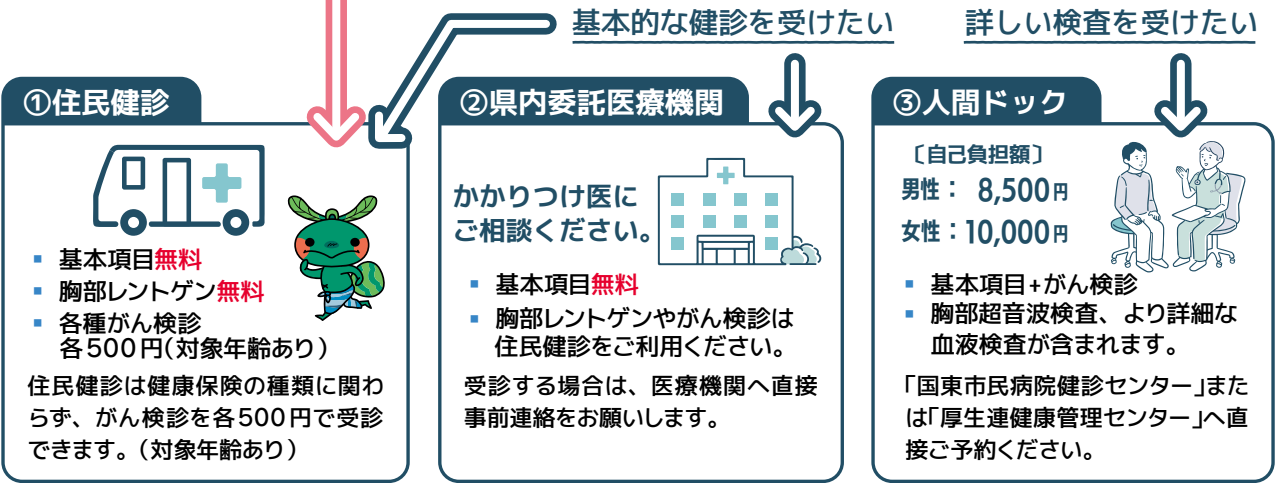 基本的な健診を受けたい
詳しい検査を受けたい
①住民健診
▪ 基本項目無料
▪ 胸部レントゲン無料
▪ 各種がん検診
各500円(対象年齢あり)
住民健診は健康保険の種類に関わ
らず、がん検診を各500円で受診
できます。(対象年齢あり)
②県内委託医療機関
かかりつけ医に
ご相談ください。
▪ 基本項目無料
▪ 胸部レントゲンやがん検診は
住民健診をご利用ください。
受診する場合は、医療機関へ直接
事前連絡をお願いします。
③人間ドック
〔自己負担額〕
男性： 8,500円
女性：10,000円
▪ 基本項目+がん検診
▪ 胸部超音波検査、より詳細な
血液検査が含まれます。
「国東市民病院健診センター」また
は「厚生連健康管理センター」へ直
接ご予約ください。